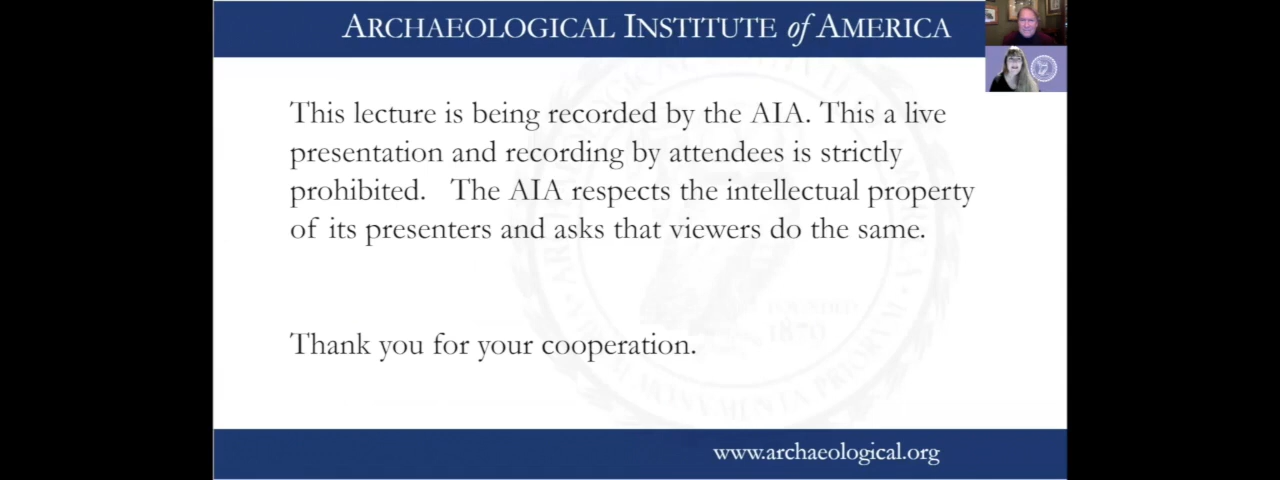 ARCHAEOLOGICAL INSTITUTE of AMERICA
This lecture is being recorded by the AIA. This a live
presentation and recording by attendees is strictly
prohibited. The AIA respects the intellectual property
of its presenters and asks that viewers do the same.
Thank you for your cooperation.
www.archaeological.org